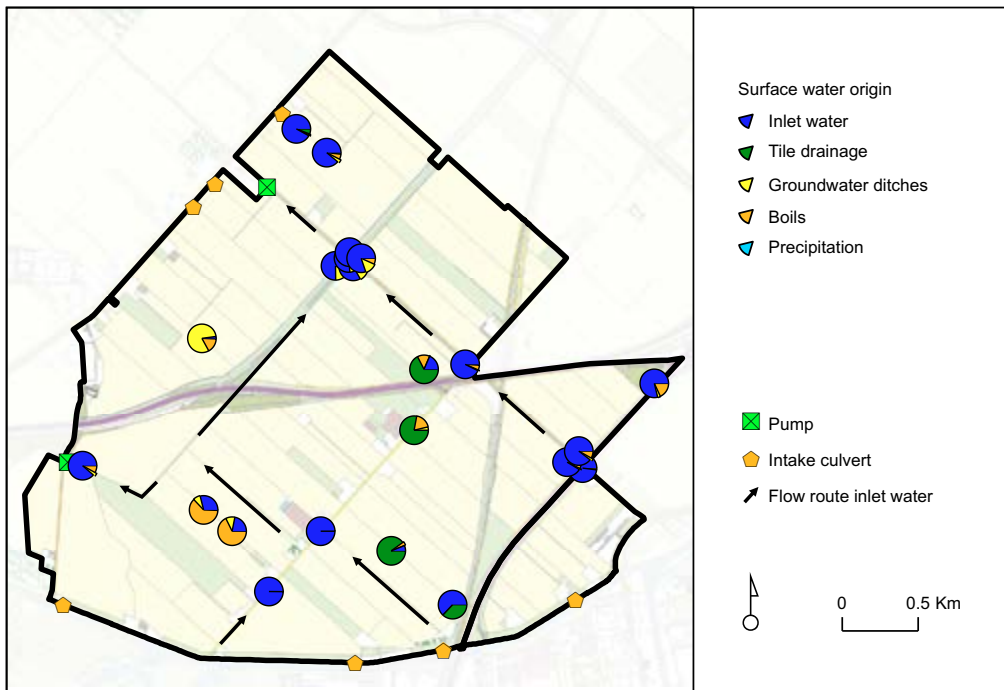 Surface water origin
Inlet water
Tile drainage
Groundwater ditches
Boils
Precipitation
Pump
Intake culvert
Flow route inlet water
0 0.5 Km